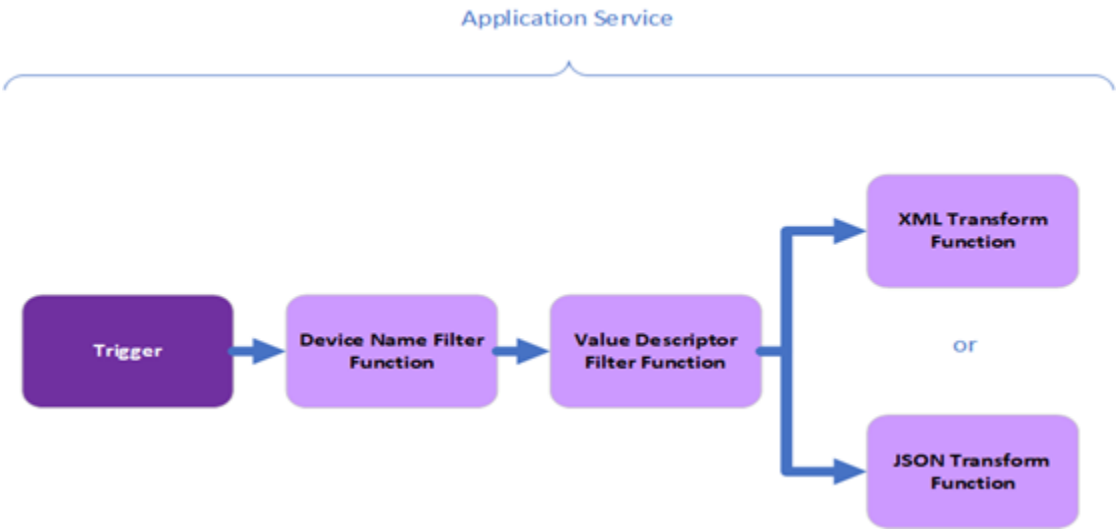 Application Service
Trigger
Device Name Filter
Function
Value Descriptor
Filter Function
XML Transform
Function
or
JSON Transform
Function